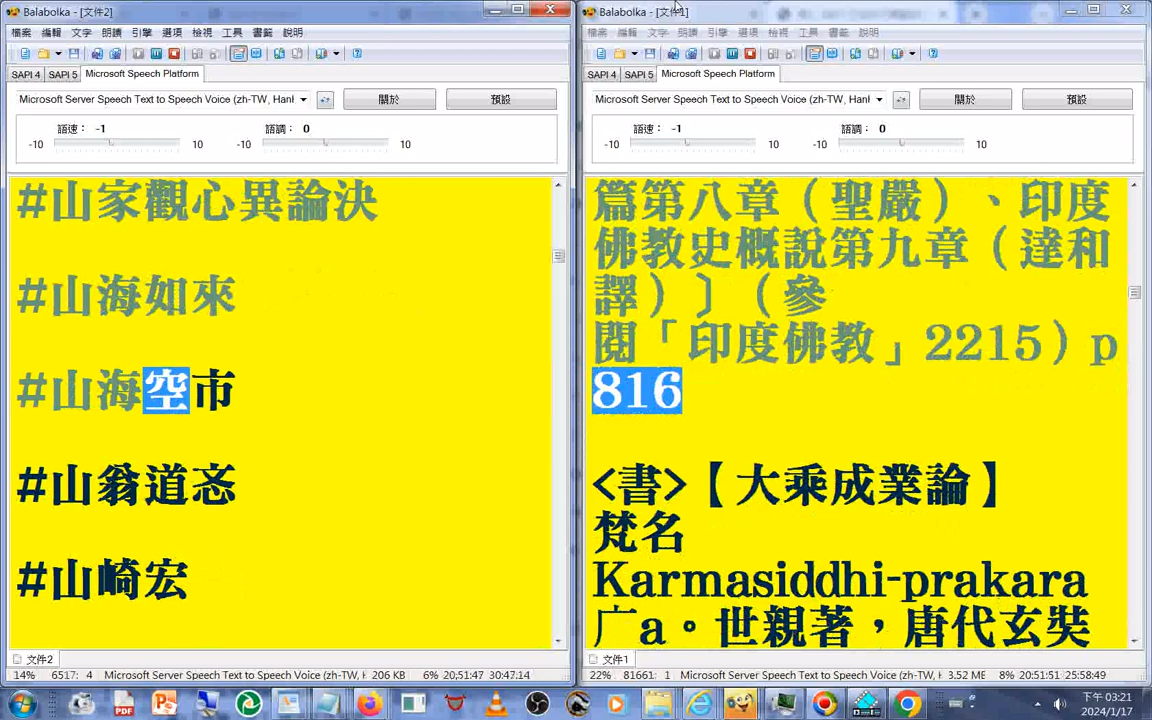 Balabolka - [文件2]
檔案 編輯 文字 朗讀 引擎 選項 檢視 工具 書籤 說明
SAPI 4 SAPI 5 Microsoft Speech Platform
Microsoft Server Speech Text to Speech Voice (zh-TW, Hanl
關於 預設
語速： -1 語調： 0
-10 10 -10 10
#山家觀心異論決
#山海如來
#山海空市
#山翁道忞
#山崎宏
文件2
14% 6517: 4 Microsoft Server Speech Text to Speech Voice (zh-TW, H 206 KB 6% 20;51:47 30:47.14
Balabolka - [文件1]
檔案 編輯 文字 朗讀 引擎 選項 檢視 工具 書籤 說明
SAPI 4 SAPI 5 Microsoft Speech Platform
Microsoft Server Speech Text to Speech Voice (zh-TW, Hanl
關於 預設
語速： -1 語調： 0
-10 10 -10 10
篇第八章（聖嚴）、印度
佛教史概說第九章（達和
譯）〕（參
閱「印度佛教」2215）p
816
<書>【大乘成業論】
梵名
Karmasiddhi-prakara
广a。世親著，唐代玄奘
文件1
22% 81661: 1 Microsoft Server Speech Text to Speech Voice (zh-TW, H 3.52 MB 8% 20;51:51 25:58.49
下午 03:21
2024/1/17